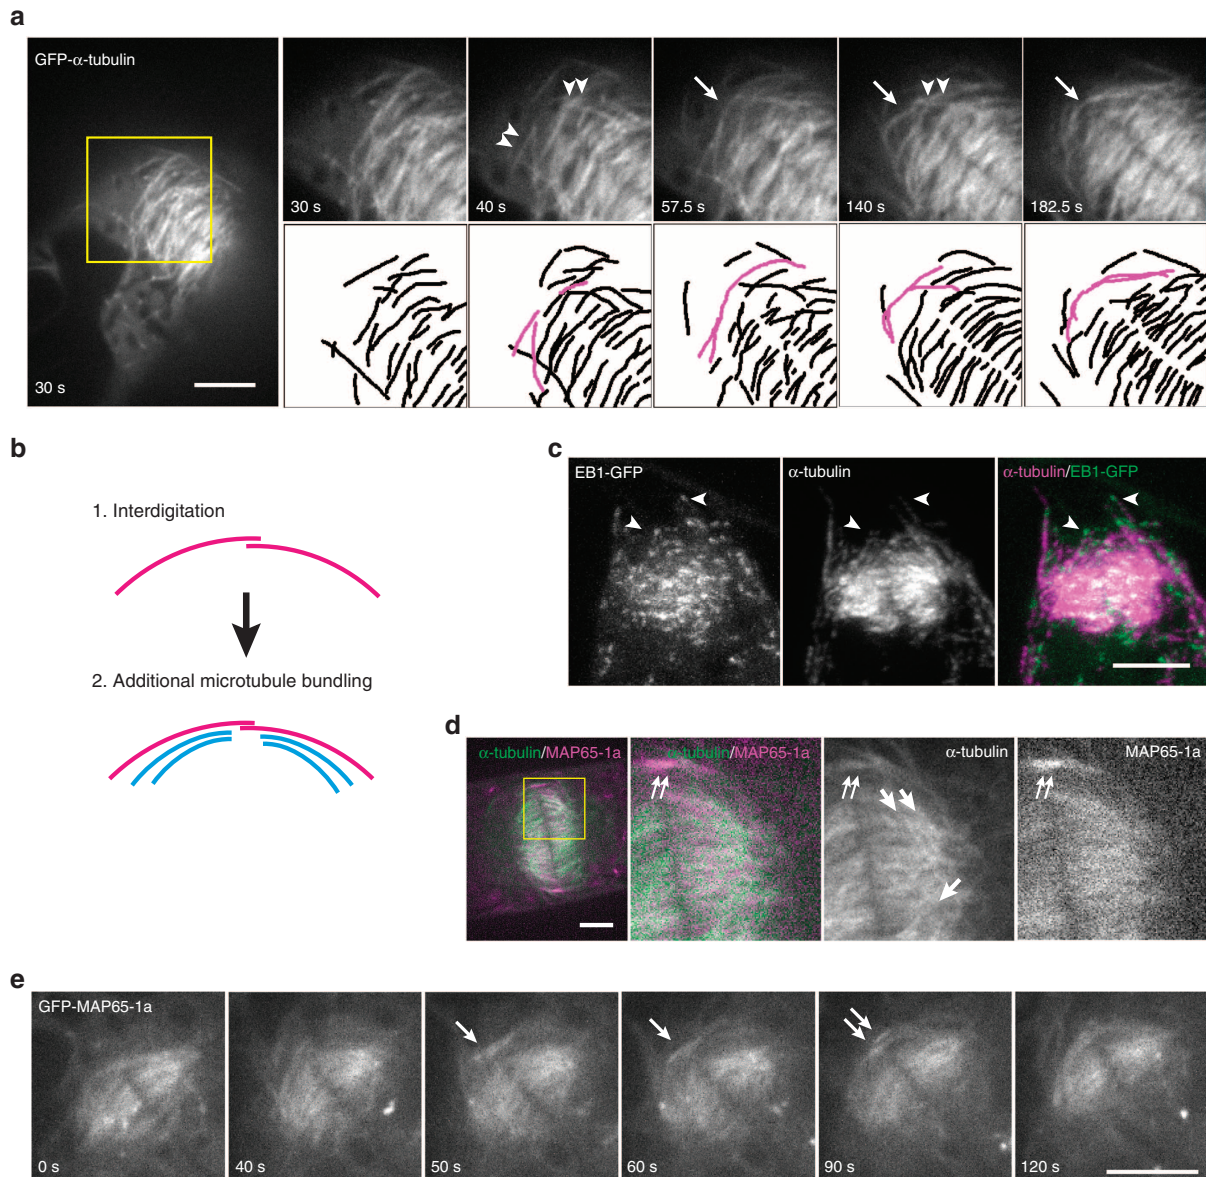 a
GFP-α-tubulin
30 s
30 s
40 s
57.5 s
140 s
182.5 s
b
1. Interdigitation
2. Additional microtubule bundling
c
EB1-GFP
α-tubulin
α-tubulin/EB1-GFP
d
α-tubulin/MAP65-1a
α-tubulin/MAP65-1a
α-tubulin
MAP65-1a
e
GFP-MAP65-1a
0 s
40 s
50 s
60 s
90 s
120 s